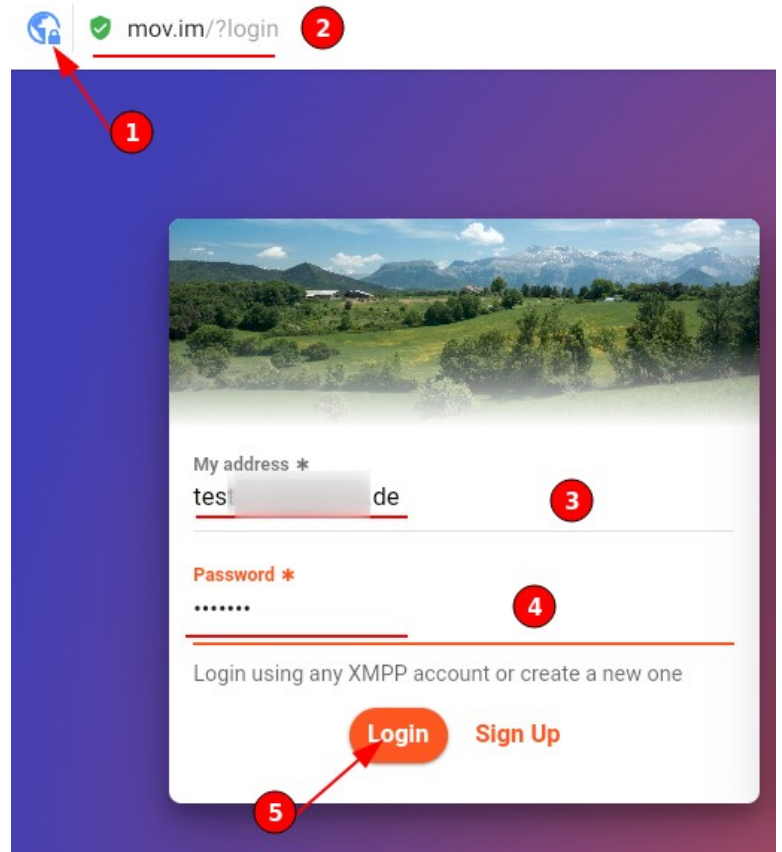 mov.im/?login 2
1
My address ✱
test de
3
Password ✱
•••••••
4
Login using any XMPP account or create a new one
Login Sign Up
5